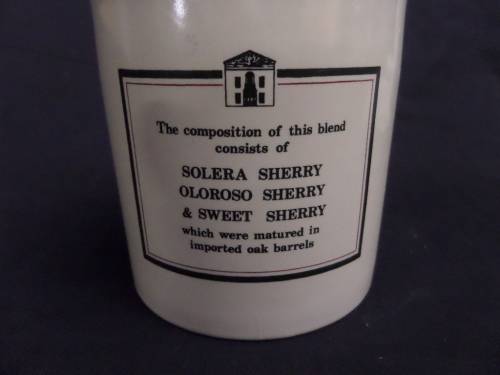 The composition of this blend
consists of
SOLERA SHERRY
OLOROSO SHERRY
& SWEET SHERRY
which were matured in
imported oak barrels